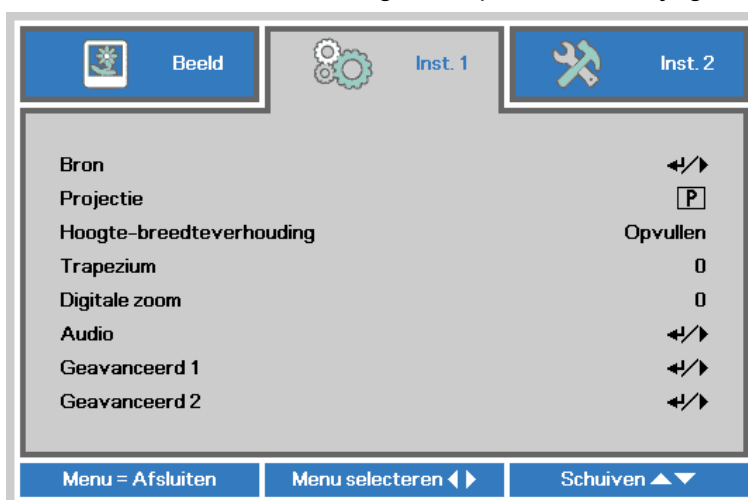 Beeld
Inst. 1
Inst. 2
Bron ↵/▶
Projectie P
Hoogte-breedteverhouding Opvullen
Trapezium 0
Digitale zoom 0
Audio ↵/▶
Geavanceerd 1 ↵/▶
Geavanceerd 2 ↵/▶
Menu = Afsluiten
Menu selecteren ◀▶
Schuiven ▲▼